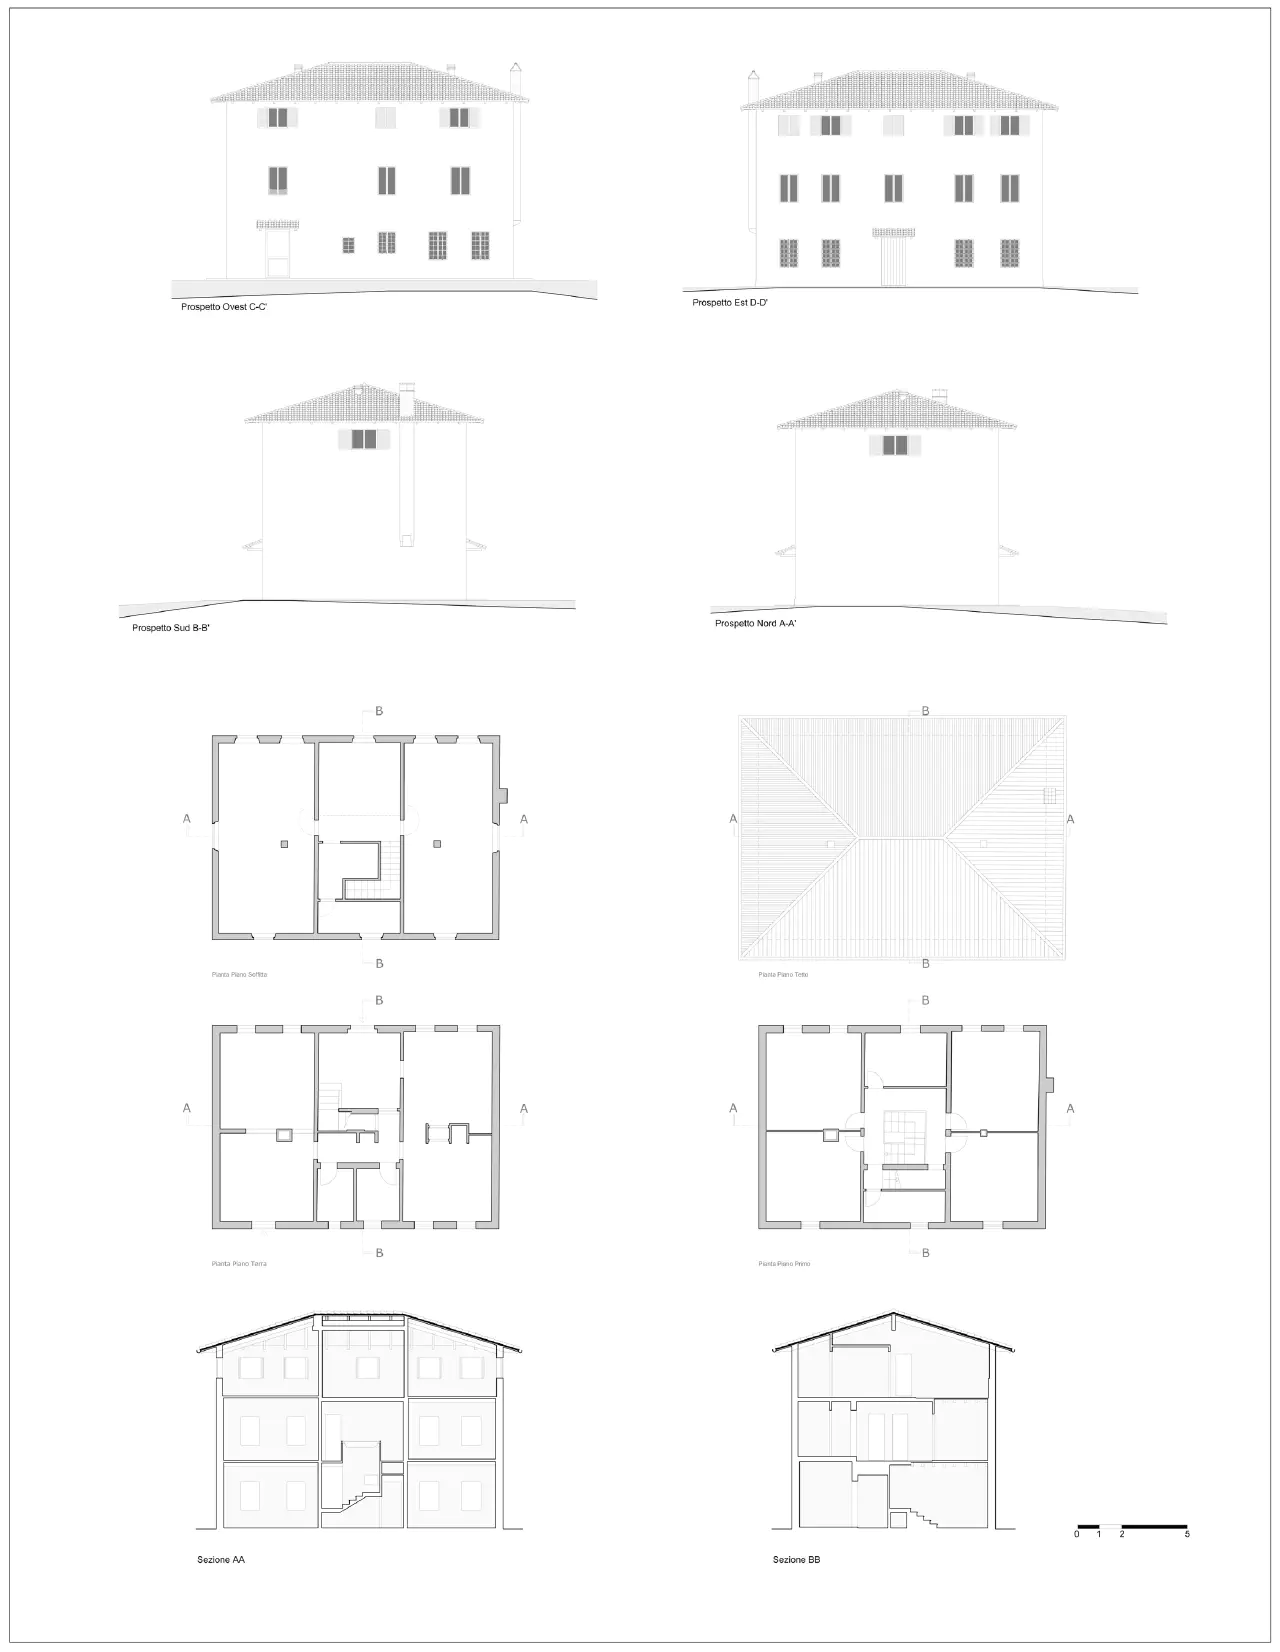 Prospetto Ovest C-C'
Prospetto Est D-D'
Prospetto Sud B-B'
Prospetto Nord A-A'
B
A
A
B
Pianta Piano Soffitta
B
A
A
B
Pianta Piano Tetto
B
A
A
B
Pianta Piano Terra
B
A
A
B
Pianta Piano Primo
Sezione AA
Sezione BB
0 1 2 5